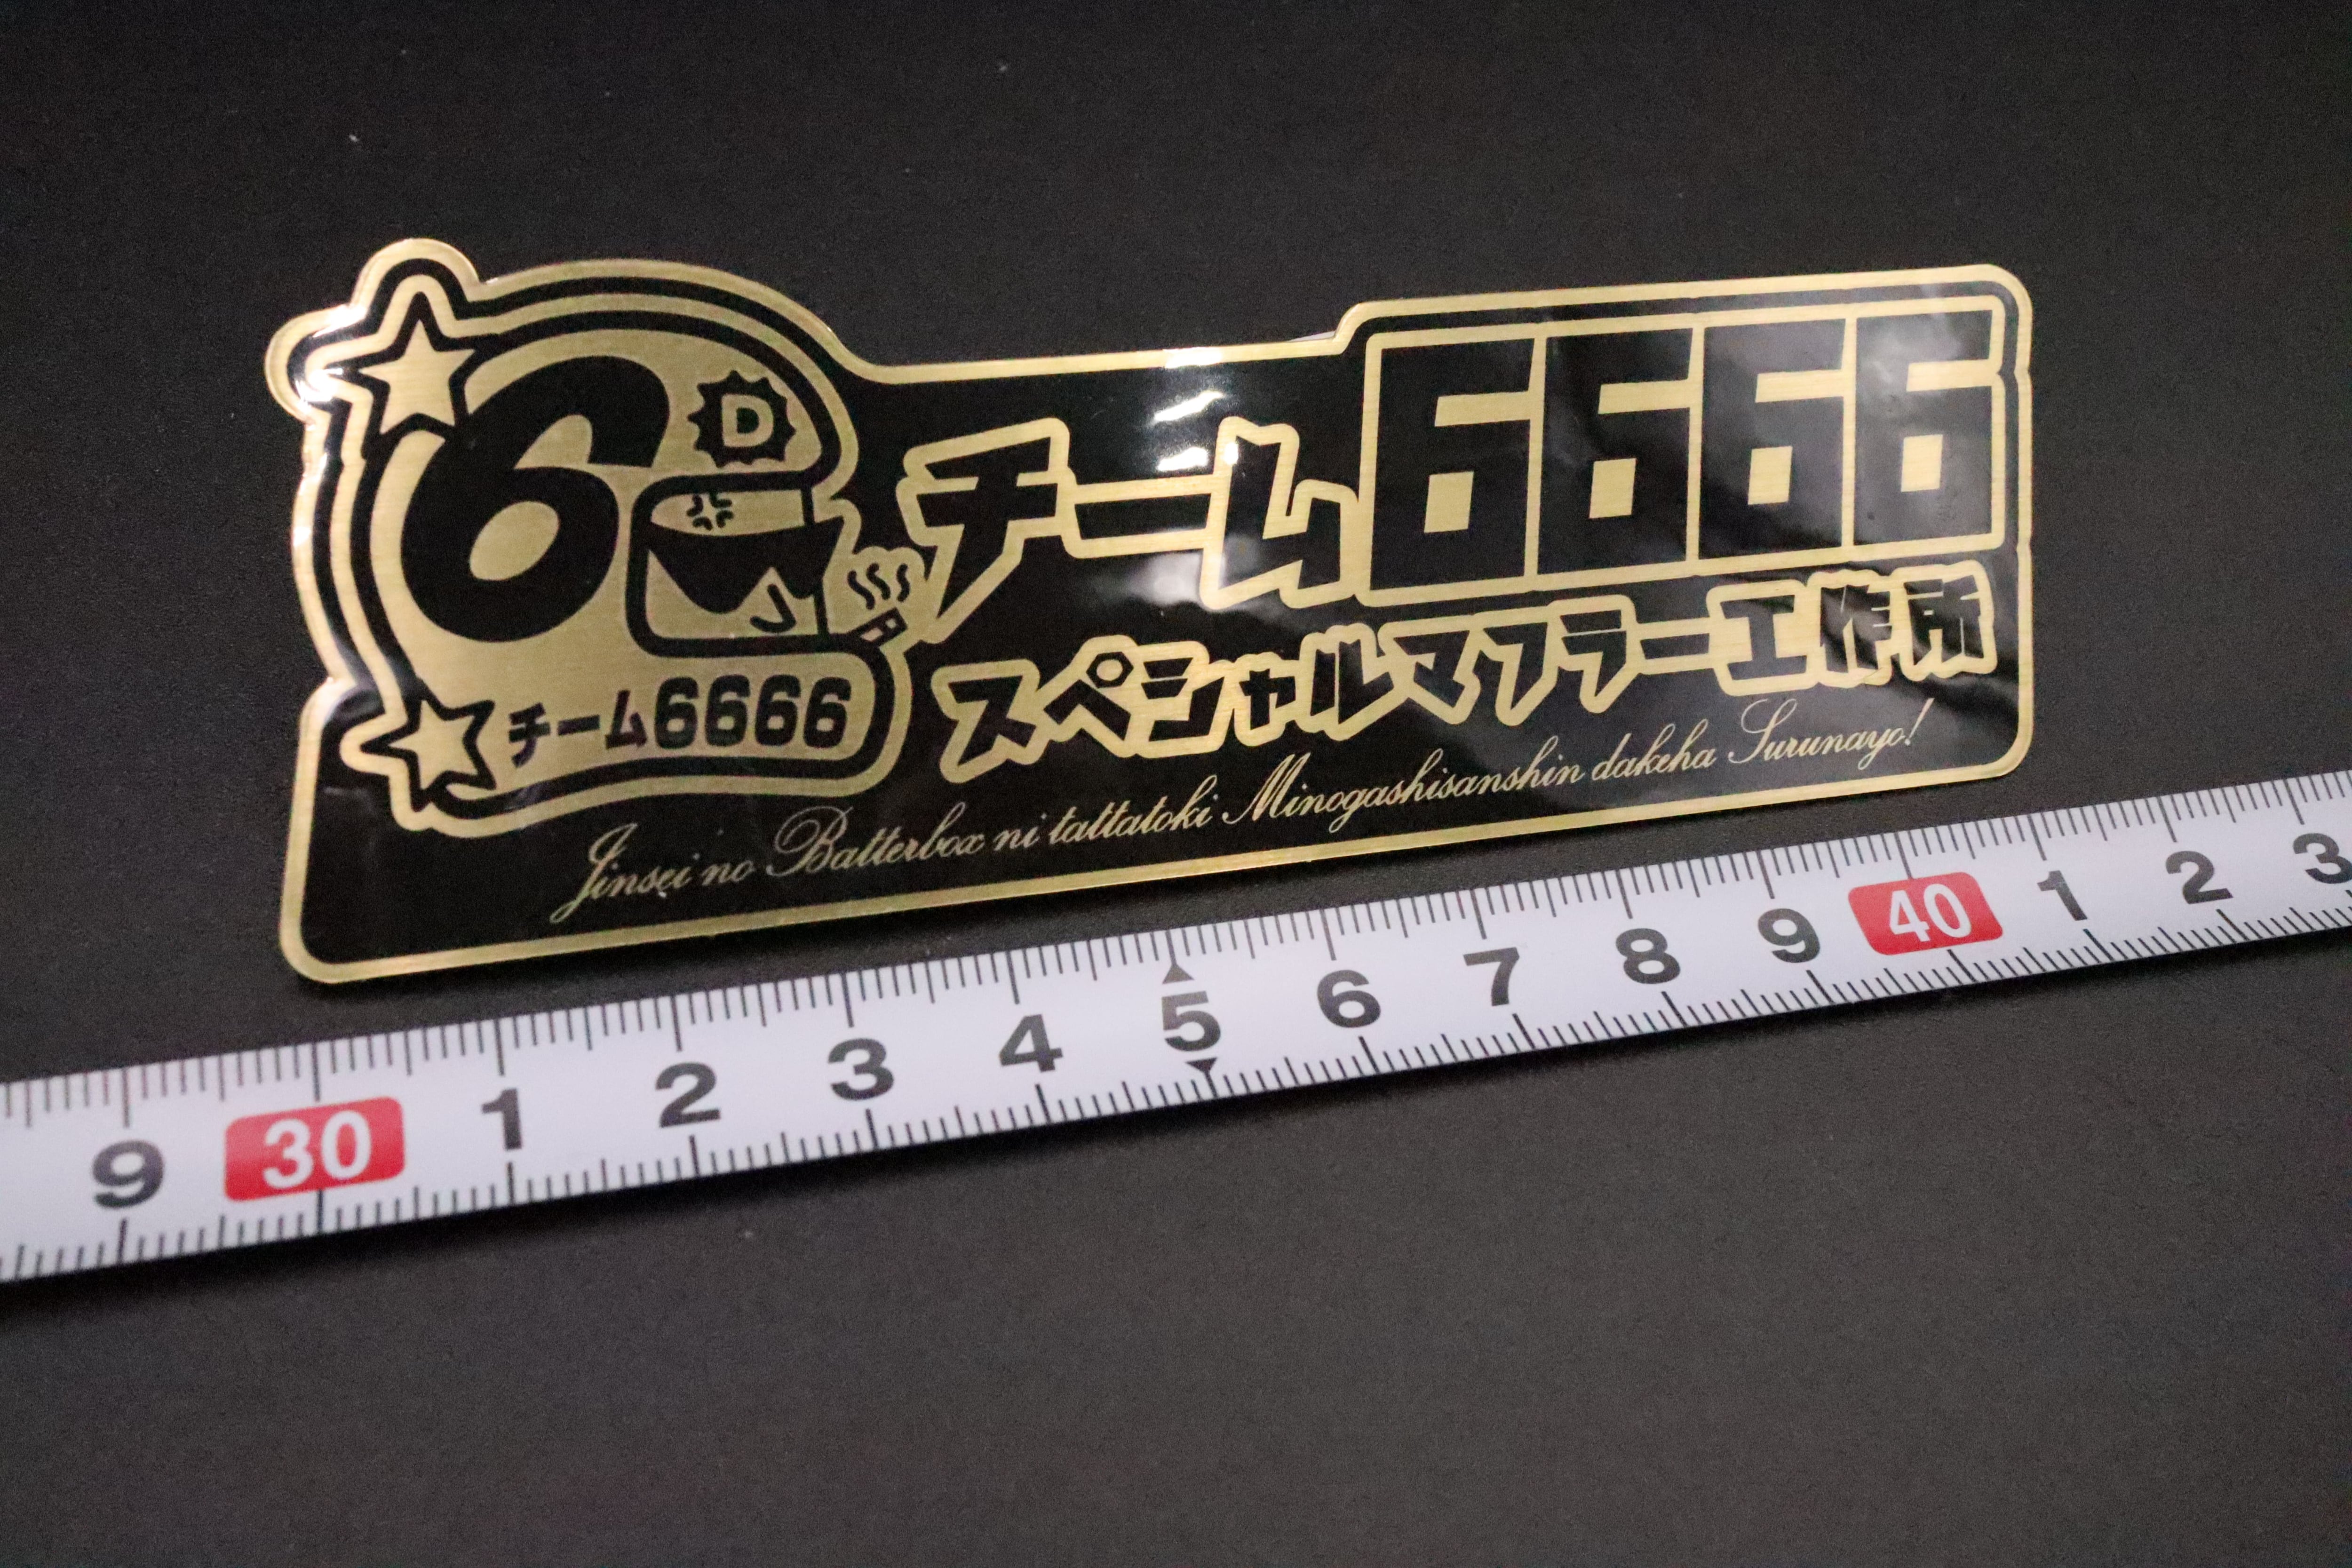 6
D
チーム6666
チーム6666
スペシャルマフラー工作所
Jinsei no Batterbox ni tattatoki Minogashisanshin dakeha Surunayo!
9 30 1 2 3 4 5 6 7 8 9 40 1 2 3